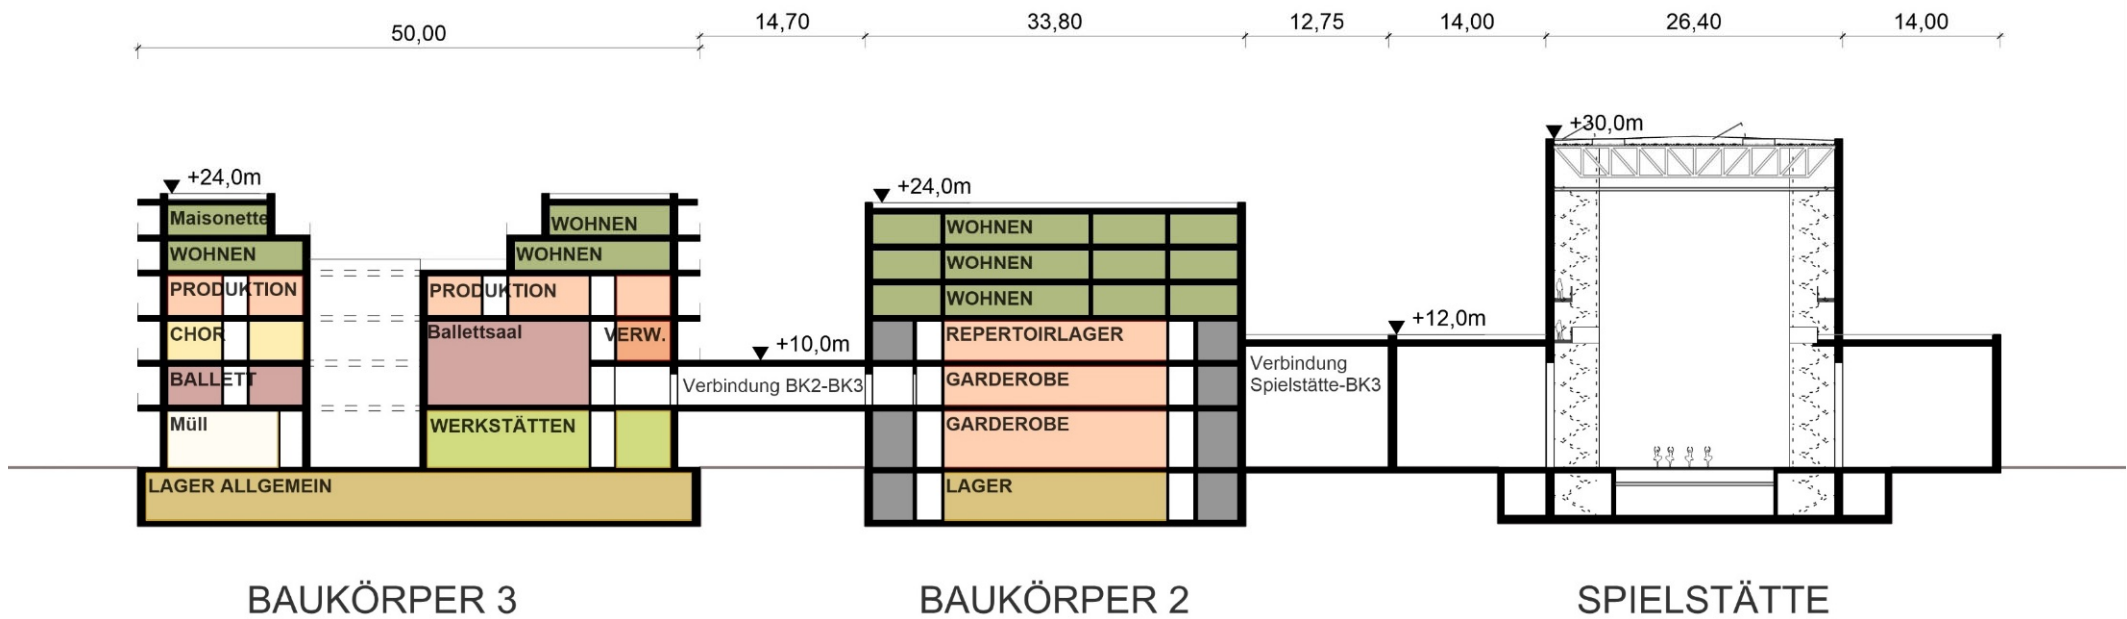 50,00
14,70
33,80
12,75
14,00
26,40
14,00
+24,0m
Maisonette
WOHNEN
PRODUKTION
CHOR
BALLETT
Müll
LAGER ALLGEMEIN
WOHNEN
WOHNEN
PRODUKTION
Ballettsaal
VERW.
WERKSTÄTTEN
+10,0m
Verbindung BK2-BK3
+24,0m
WOHNEN
WOHNEN
WOHNEN
REPERTOIRLAGER
GARDEROBE
GARDEROBE
LAGER
Verbindung
Spielstätte-BK3
+12,0m
+30,0m
BAUKÖRPER 3
BAUKÖRPER 2
SPIELSTÄTTE